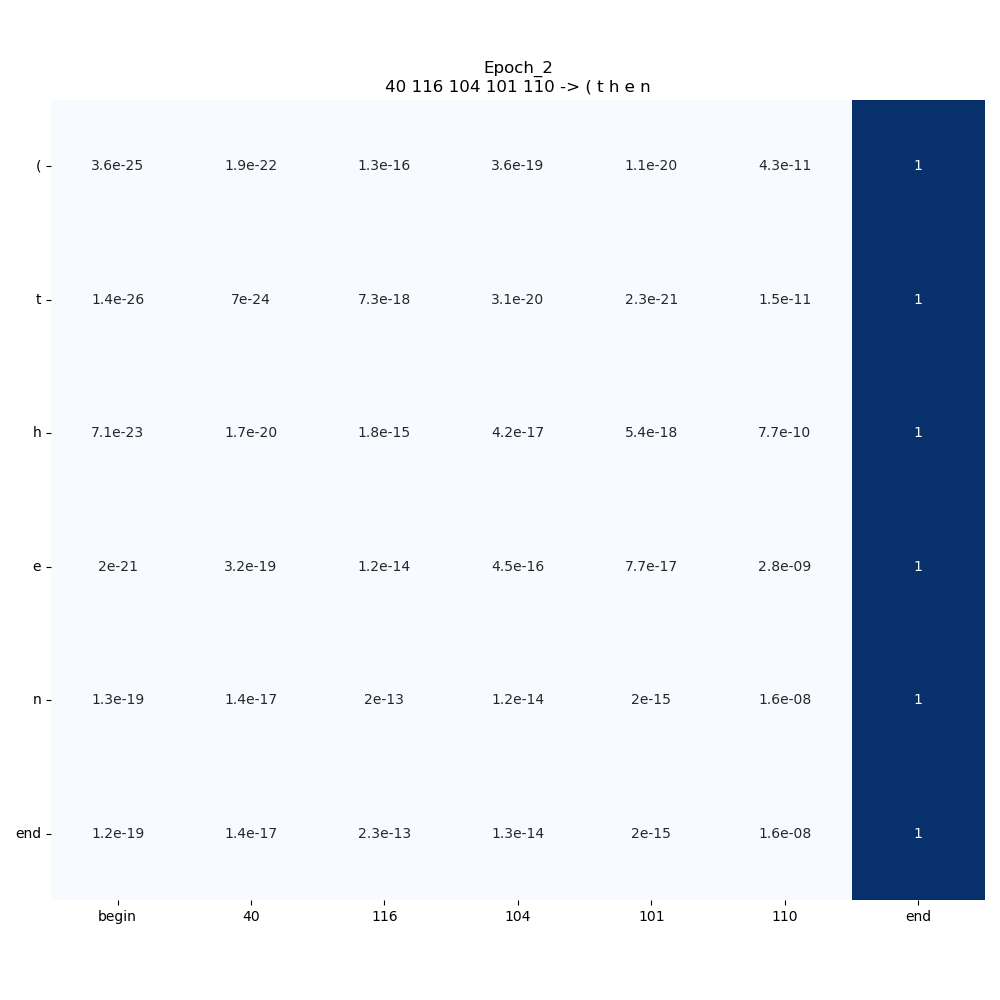 Epoch_2
40 116 104 101 110 -> ( t h e n
( 3.6e-25 1.9e-22 1.3e-16 3.6e-19 1.1e-20 4.3e-11 1
t 1.4e-26 7e-24 7.3e-18 3.1e-20 2.3e-21 1.5e-11 1
h 7.1e-23 1.7e-20 1.8e-15 4.2e-17 5.4e-18 7.7e-10 1
e 2e-21 3.2e-19 1.2e-14 4.5e-16 7.7e-17 2.8e-09 1
n 1.3e-19 1.4e-17 2e-13 1.2e-14 2e-15 1.6e-08 1
end 1.2e-19 1.4e-17 2.3e-13 1.3e-14 2e-15 1.6e-08 1
begin 40 116 104 101 110 end